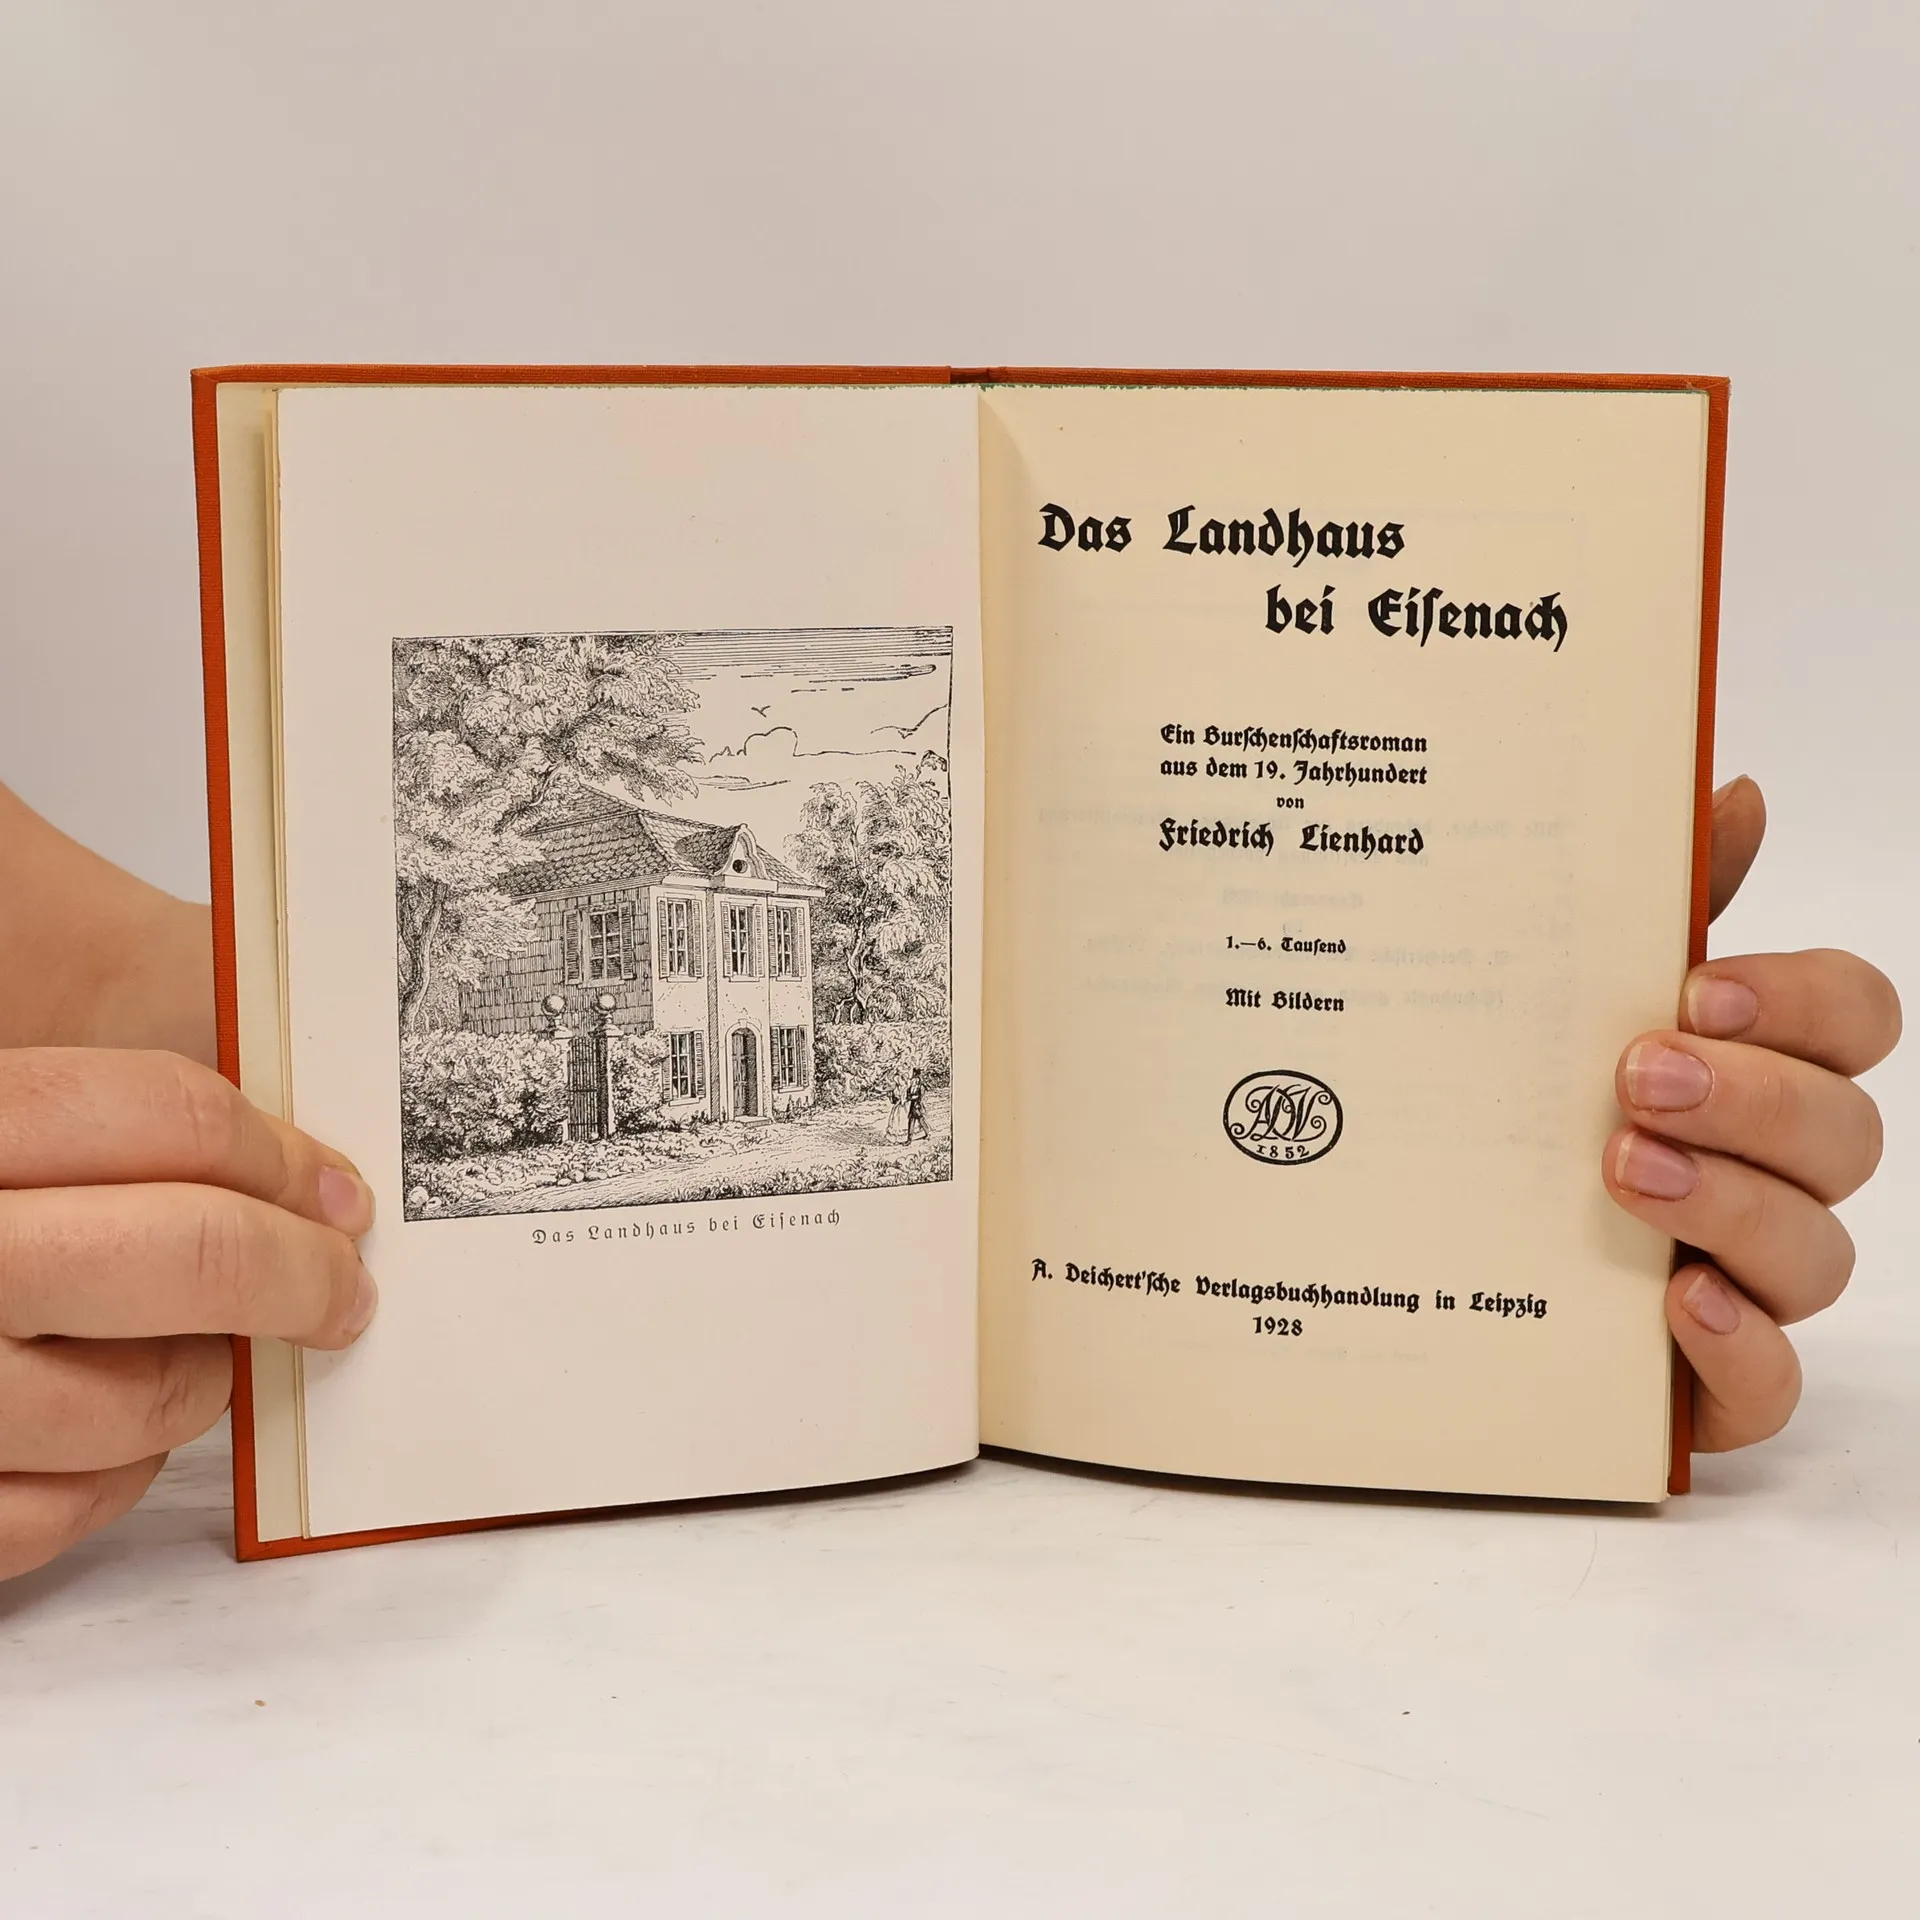 Das Landhaus bei Eiſenach
Das Landhaus
bei Eiſenach
Ein Burſchenſchaftsroman
aus dem 19. Jahrhundert
von
Friedrich Lienhard
1.—6. Tauſend
Mit Bildern
ADV
1852
A. Deichert'ſche Verlagsbuchhandlung in Leipzig
1928